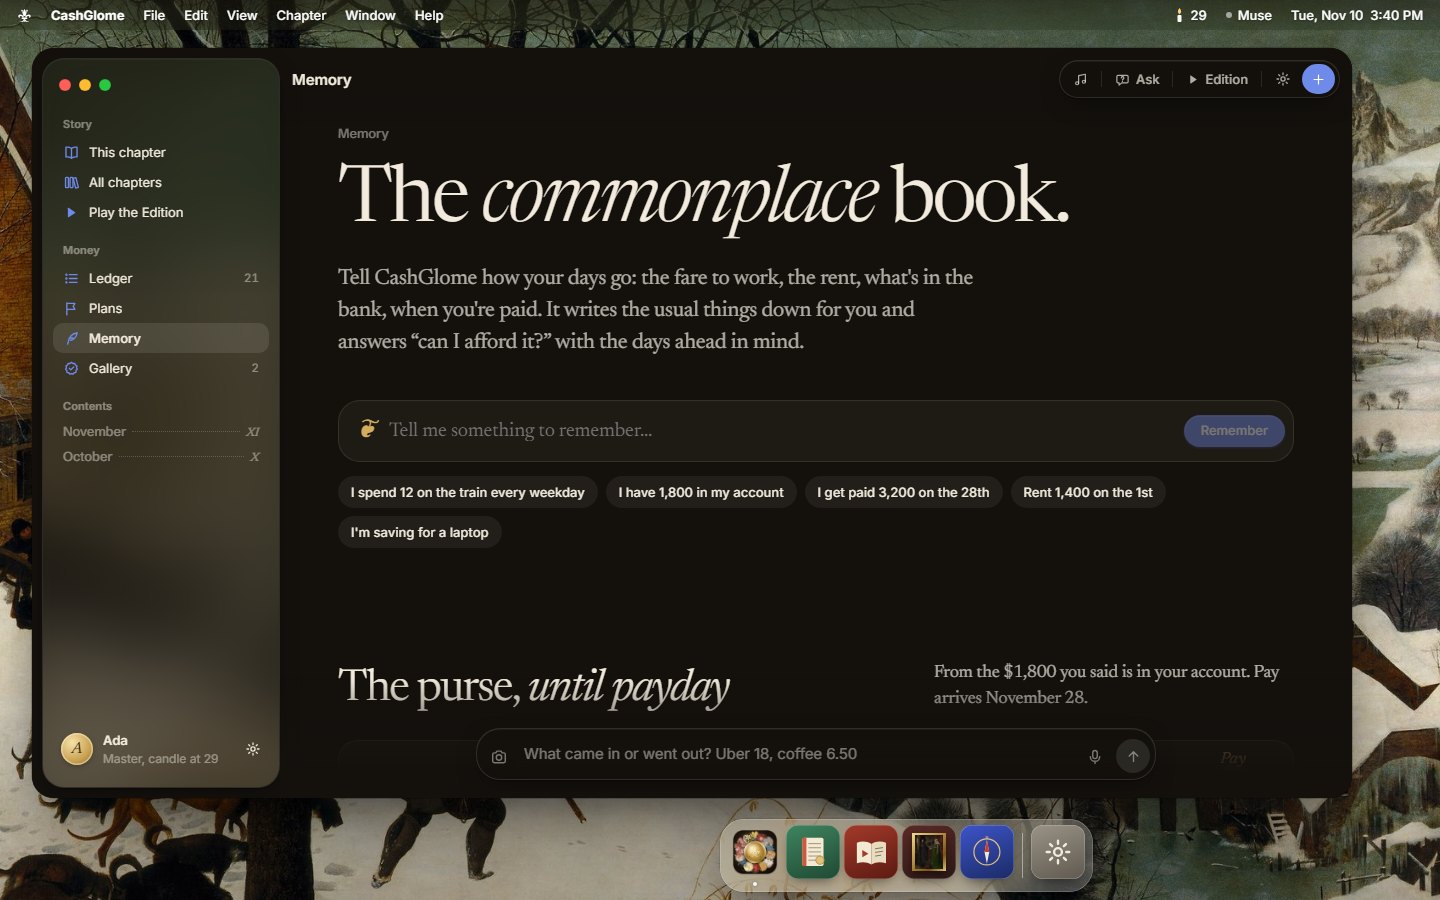 CashGlome File Edit View Chapter Window Help
29 Muse Tue, Nov 10 3:40 PM
Memory
Ask Edition
Story
This chapter
All chapters
Play the Edition
Money
Ledger 21
Plans
Memory
Gallery 2
Contents
November XI
October X
A
Ada
Master, candle at 29
Memory
The commonplace book.
Tell CashGlome how your days go: the fare to work, the rent, what's in the
bank, when you're paid. It writes the usual things down for you and
answers “can I afford it?” with the days ahead in mind.
Tell me something to remember...
Remember
I spend 12 on the train every weekday
I have 1,800 in my account
I get paid 3,200 on the 28th
Rent 1,400 on the 1st
I'm saving for a laptop
The purse, until payday
From the $1,800 you said is in your account. Pay
arrives November 28.
What came in or went out? Uber 18, coffee 6.50
Pay